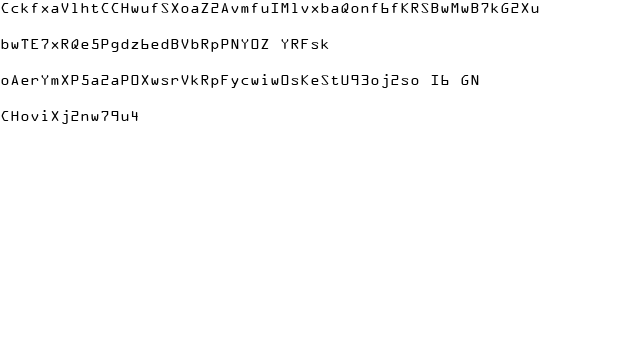 CckfxaVlhtCCHwufSXoaZ2AvmfuIMlvxbaQonf6fKRSBwMwB7kG2Xu
bwTE7xRQe5Pgdz6edBVbRpPNYOZ YRFsk
oAerYmXP5a2aPOXwsrVkRpFycwiwOsKeStU93oj2so I6 GN
CHoviXj2nw79u4